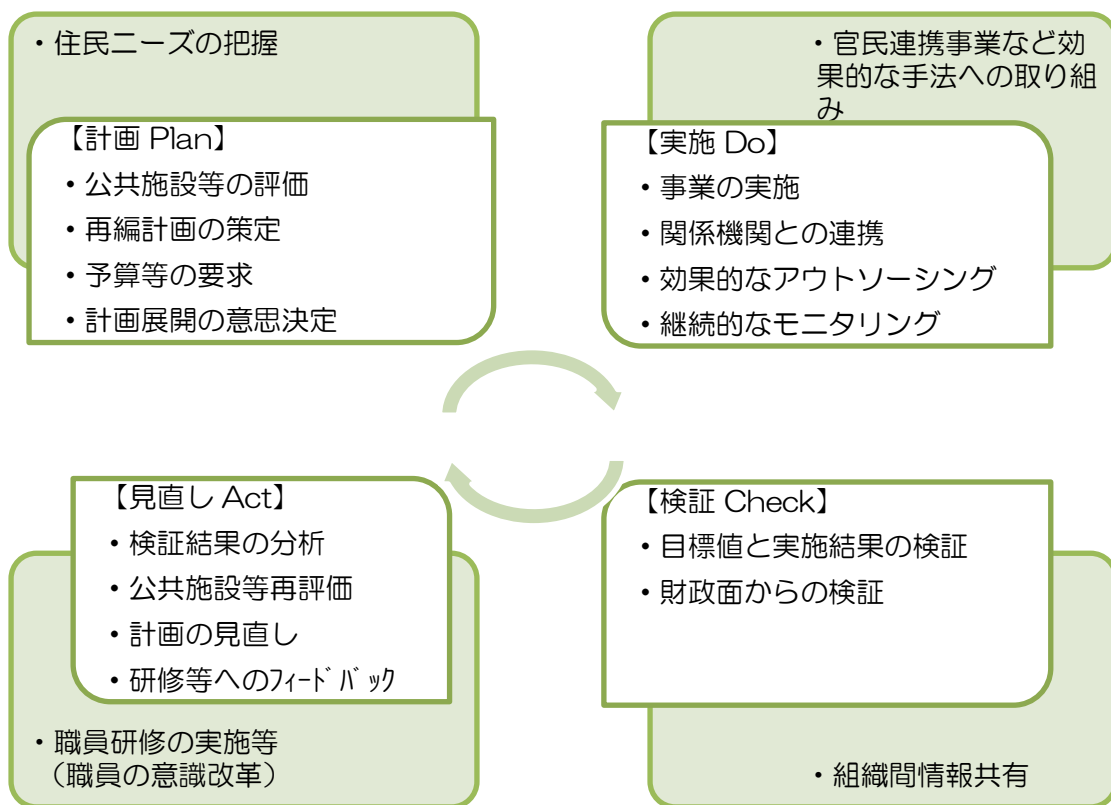 ・住民ニーズの把握
【計画 Plan】
・公共施設等の評価
・再編計画の策定
・予算等の要求
・計画展開の意思決定
・官民連携事業など効
果的な手法への取り組
み
【実施 Do】
・事業の実施
・関係機関との連携
・効果的なアウトソーシング
・継続的なモニタリング
【見直し Act】
・検証結果の分析
・公共施設等再評価
・計画の見直し
・研修等へのﾌｨｰﾄﾞﾊﾞｯｸ
・職員研修の実施等
（職員の意識改革）
【検証 Check】
・目標値と実施結果の検証
・財政面からの検証
・組織間情報共有